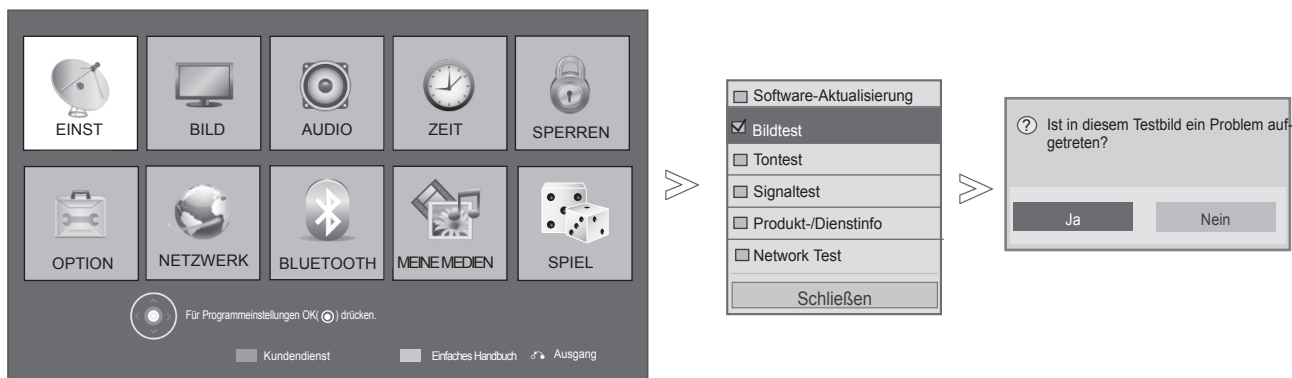 EINST
BILD
AUDIO
ZEIT
SPERREN
OPTION
NETZWERK
BLUETOOTH
MEINE MEDIEN
SPIEL
Für Programmeinstellungen OK( ) drücken.
Kundendienst
Einfaches Handbuch
Ausgang
Software-Aktualisierung
Bildtest
Tontest
Signaltest
Produkt-/Dienstinfo
Network Test
Schließen
? Ist in diesem Testbild ein Problem auf-
getreten?
Ja
Nein